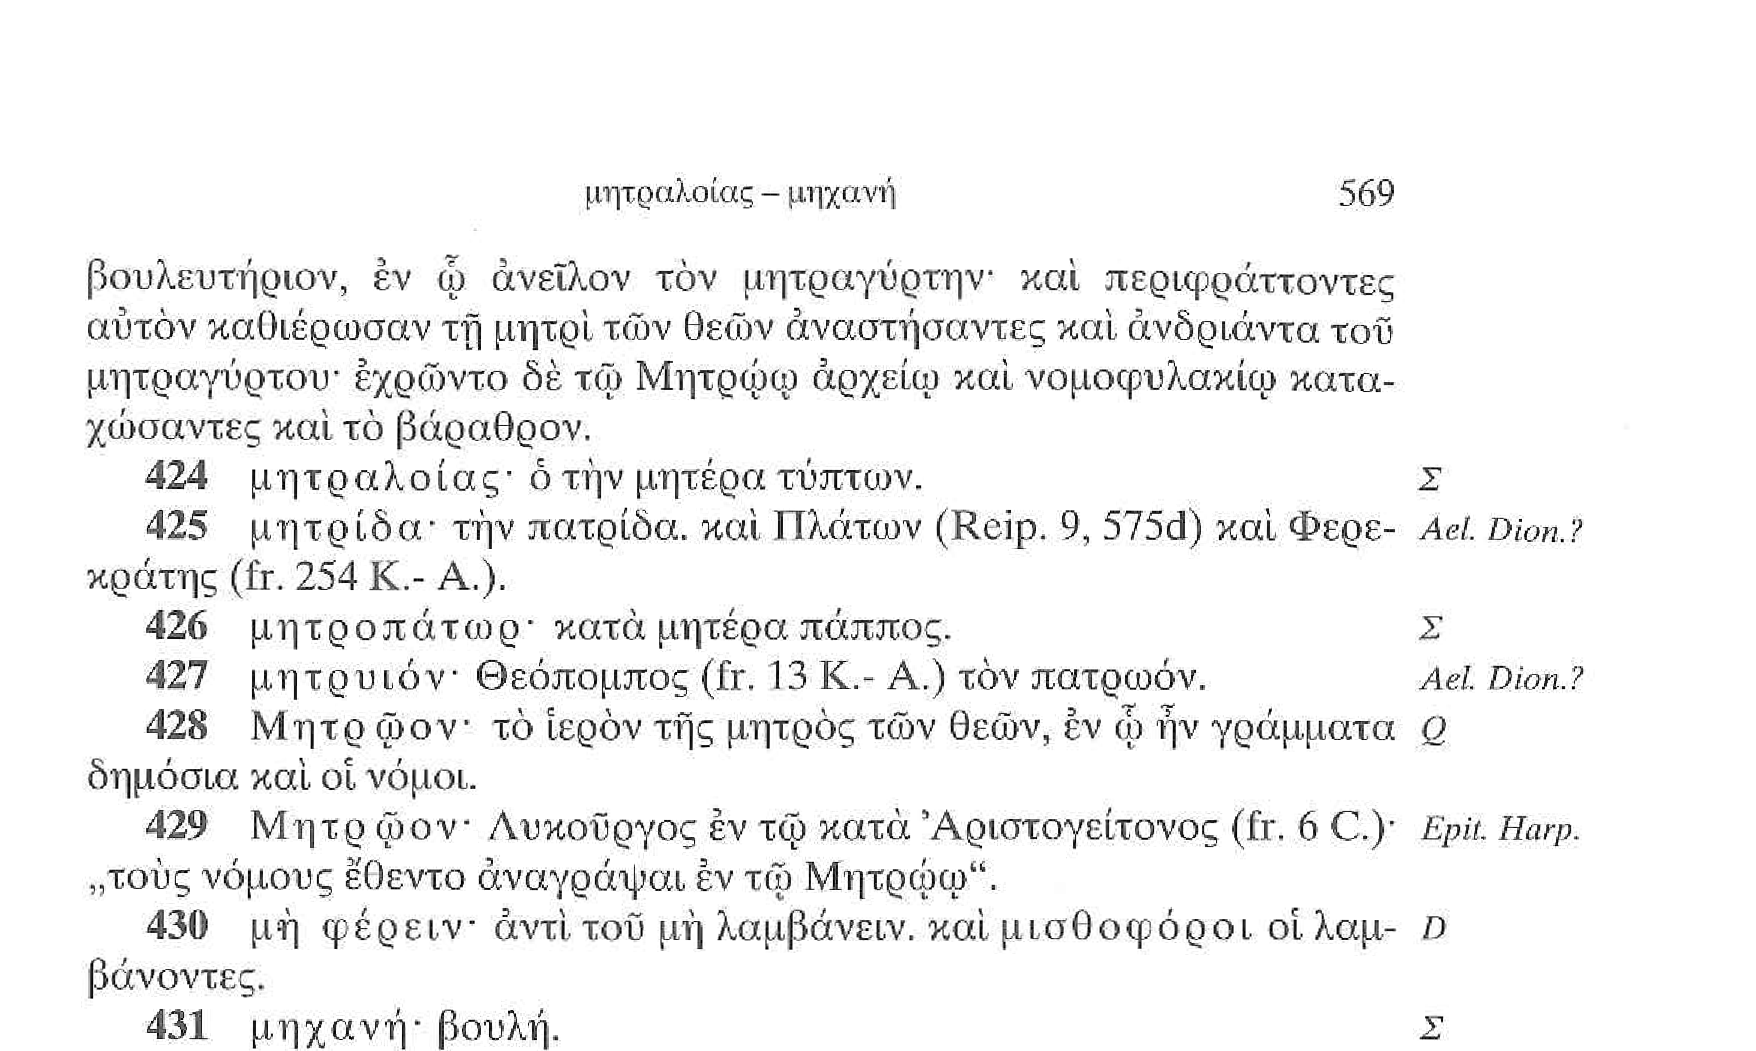 μητραλοίας – μηχανή 569
βουλευτήριον, ἐν ᾧ ἀνεῖλον τὸν μητραγύρτην· καὶ περιφράττοντες
αὐτὸν καθιέρωσαν τῇ μητρὶ τῶν θεῶν ἀναστήσαντες καὶ ἀνδριάντα τοῦ
μητραγύρτου· ἐχρῶντο δὲ τῷ Μητρῴῳ ἀρχείῳ καὶ νομοφυλακίῳ κατα-
χώσαντες καὶ τὸ βάραθρον.
424 μητραλοίας· ὁ τὴν μητέρα τύπτων. Σ
425 μητρίδα· τὴν πατρίδα. καὶ Πλάτων (Reip. 9, 575d) καὶ Φερε- Ael. Dion.?
κράτης (fr. 254 K.- A.).
426 μητροπάτωρ· κατὰ μητέρα πάππος. Σ
427 μητρυιόν· Θεόπομπος (fr. 13 K.- A.) τὸν πατρωόν. Ael. Dion.?
428 Μητρῷον· τὸ ἱερὸν τῆς μητρὸς τῶν θεῶν, ἐν ᾧ ἦν γράμματα Q
δημόσια καὶ οἱ νόμοι.
429 Μητρῷον· Λυκοῦργος ἐν τῷ κατὰ Ἀριστογείτονος (fr. 6 C.)· Epit. Harp.
„τοὺς νόμους ἔθεντο ἀναγράψαι ἐν τῷ Μητρῴῳ“.
430 μὴ φέρειν· ἀντὶ τοῦ μὴ λαμβάνειν. καὶ μισθοφόροι οἱ λαμ- D
βάνοντες.
431 μηχανή· βουλή. Σ